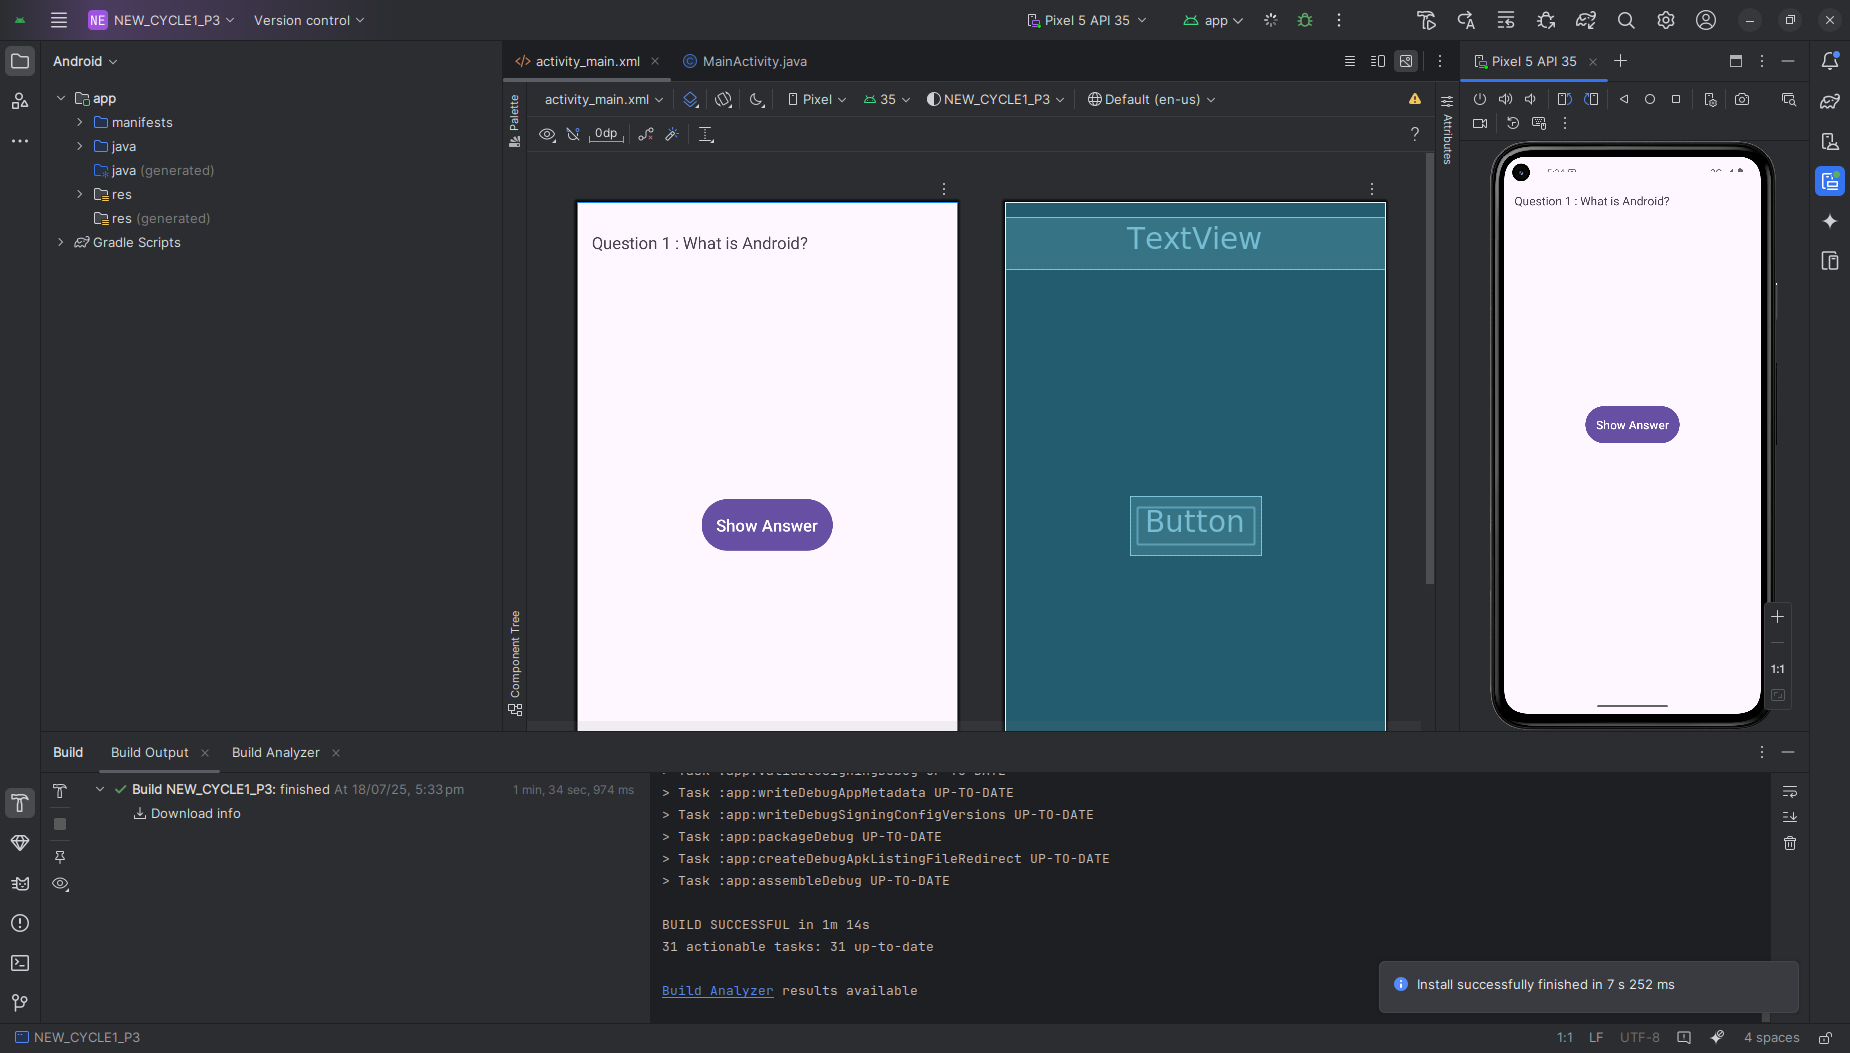 NE NEW_CYCLE1_P3 Version control Pixel 5 API 35 app
Android
activity_main.xml MainActivity.java
Pixel 5 API 35
app
manifests
java
java (generated)
res
res (generated)
Gradle Scripts
Palette
activity_main.xml Pixel 35 NEW_CYCLE1_P3 Default (en-us)
0dp ?
Attributes
Question 1 : What is Android?
Show Answer
TextView
Button
Component Tree
Question 1 : What is Android?
Show Answer
1:1
Build Build Output Build Analyzer
Build NEW_CYCLE1_P3: finished At 18/07/25, 5:33 pm 1 min, 34 sec, 974 ms
Download info
> Task :app:writeDebugAppMetadata UP-TO-DATE
> Task :app:writeDebugSigningConfigVersions UP-TO-DATE
> Task :app:packageDebug UP-TO-DATE
> Task :app:createDebugApkListingFileRedirect UP-TO-DATE
> Task :app:assembleDebug UP-TO-DATE
BUILD SUCCESSFUL in 1m 14s
31 actionable tasks: 31 up-to-date
Build Analyzer results available
Install successfully finished in 7 s 252 ms
NEW_CYCLE1_P3 1:1 LF UTF-8 4 spaces